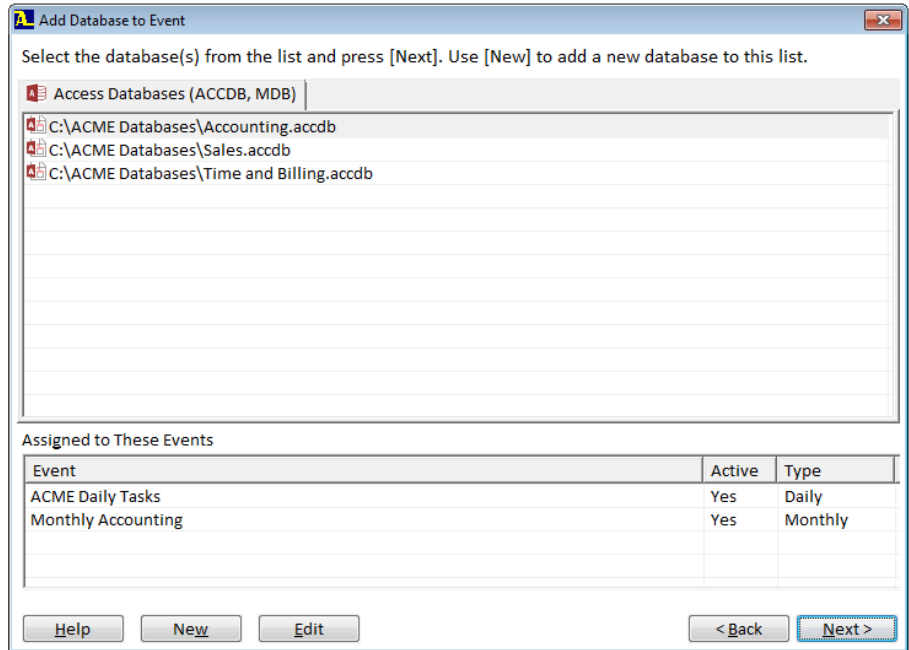 Add Database to Event
Select the database(s) from the list and press [Next]. Use [New] to add a new database to this list.
Access Databases (ACCDB, MDB)
C:\ACME Databases\Accounting.accdb
C:\ACME Databases\Sales.accdb
C:\ACME Databases\Time and Billing.accdb
Assigned to These Events
Event Active Type
ACME Daily Tasks Yes Daily
Monthly Accounting Yes Monthly
Help New Edit < Back Next >